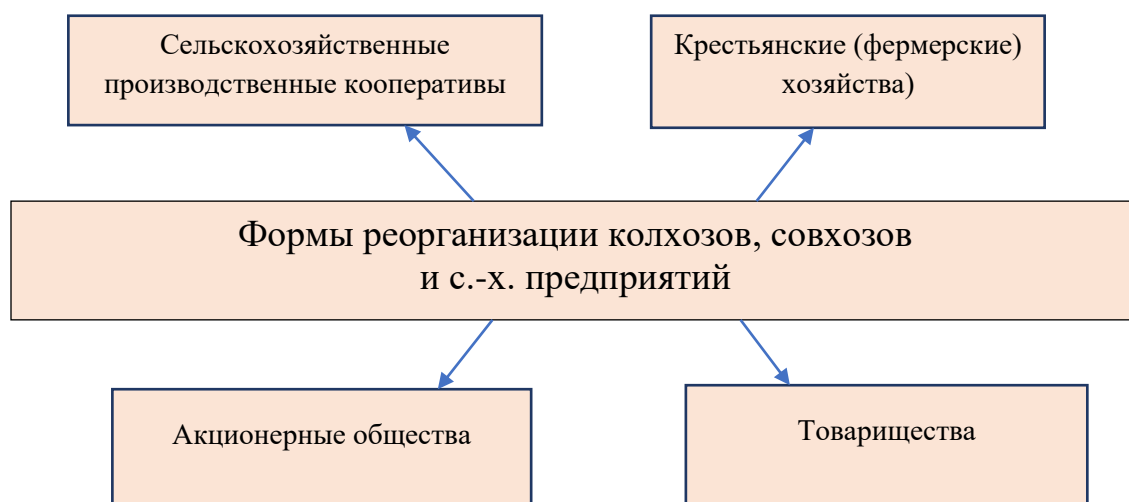 Сельскохозяйственные
производственные кооперативы
Крестьянские (фермерские)
хозяйства)
Формы реорганизации колхозов, совхозов
и с.-х. предприятий
Акционерные общества
Товарищества